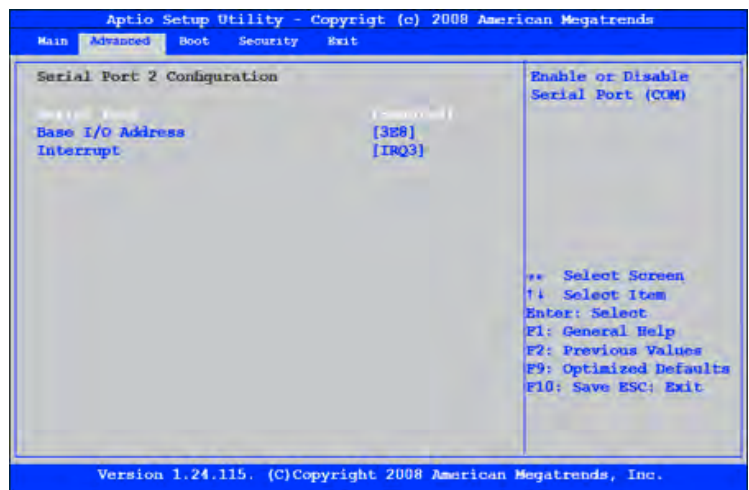 Aptio Setup Utility - Copyrigt (c) 2008 American Megatrends
Main Advanced Boot Security Exit
Serial Port 2 Configuration
Base I/O Address [3E8]
Interrupt [IRQ3]
Enable or Disable
Serial Port (COM)
Select Screen
↑↓ Select Item
Enter: Select
F1: General Help
F2: Previous Values
F9: Optimized Defaults
F10: Save ESC: Exit
Version 1.24.115. (C)Copyright 2008 American Megatrends, Inc.